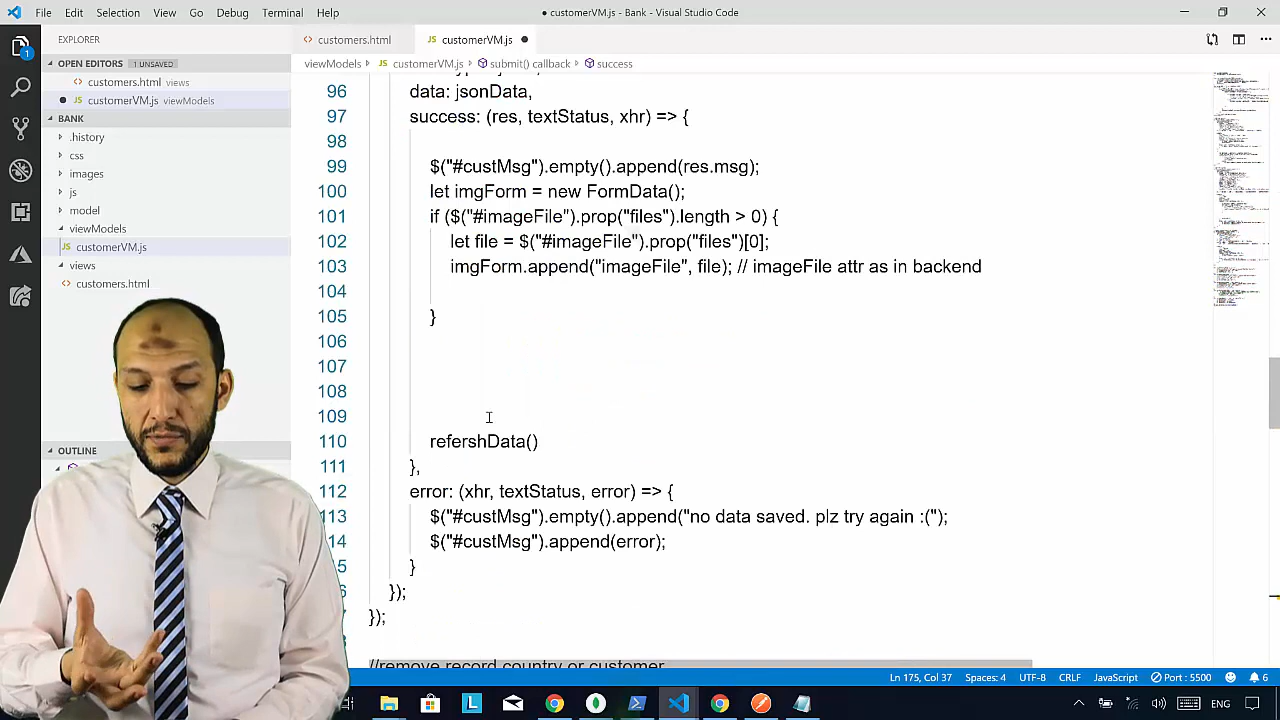 File Edit Selection View Go Debug Terminal Help
● customerVM.js - Bank - Visual Studio Code
EXPLORER
customers.html
customerVM.js
OPEN EDITORS 1 UNSAVED
viewModels > customerVM.js > submit() callback > success
customers.html views
customerVM.js viewModels
BANK
.history
css
images
js
model
viewModels
customerVM.js
views
customers.html
OUTLINE
96 data: jsonData,
97 success: (res, textStatus, xhr) => {
98
99 $("#custMsg").empty().append(res.msg);
100 let imgForm = new FormData();
101 if ($("#imageFile").prop("files").length > 0) {
102 let file = $("#imageFile").prop("files")[0];
103 imgForm.append("imageFile", file); // imageFile attr as in backend
104
105 }
106
107
108
109
110 refershData()
111 },
112 error: (xhr, textStatus, error) => {
113 $("#custMsg").empty().append("no data saved. plz try again :(");
14 $("#custMsg").append(error);
5 }
6 });
});
//remove record country or customer
Ln 175, Col 37 Spaces: 4 UTF-8 CRLF JavaScript Port : 5500 6
ENG